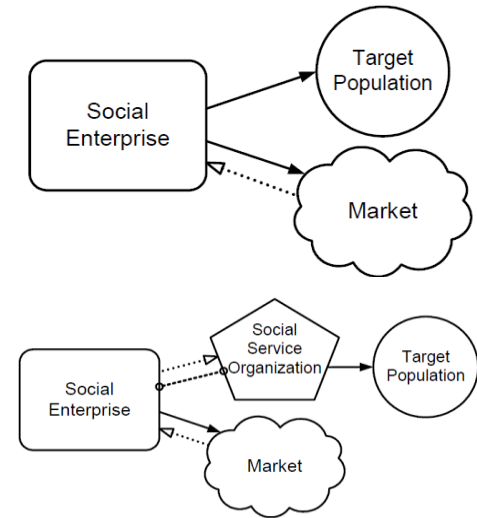 Target
Population
Social
Enterprise
Market
Social
Service
Organization
Target
Population
Social
Enterprise
Market